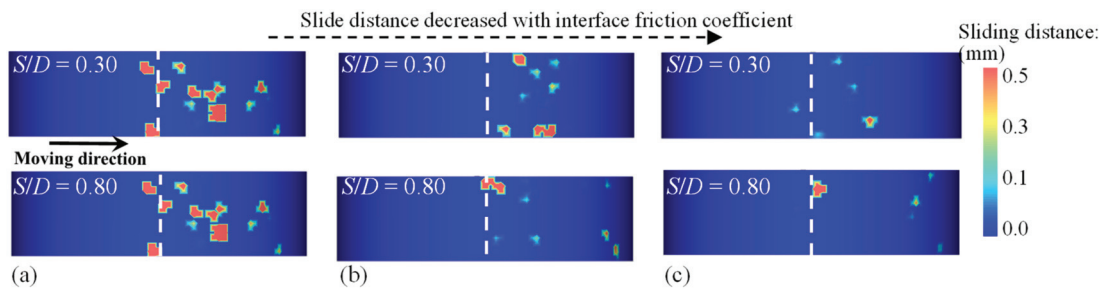 Slide distance decreased with interface friction coefficient
Sliding distance:
(mm)
S/D = 0.30
S/D = 0.30
S/D = 0.30
0.5
0.3
0.1
0.0
Moving direction
S/D = 0.80
S/D = 0.80
S/D = 0.80
(a)
(b)
(c)